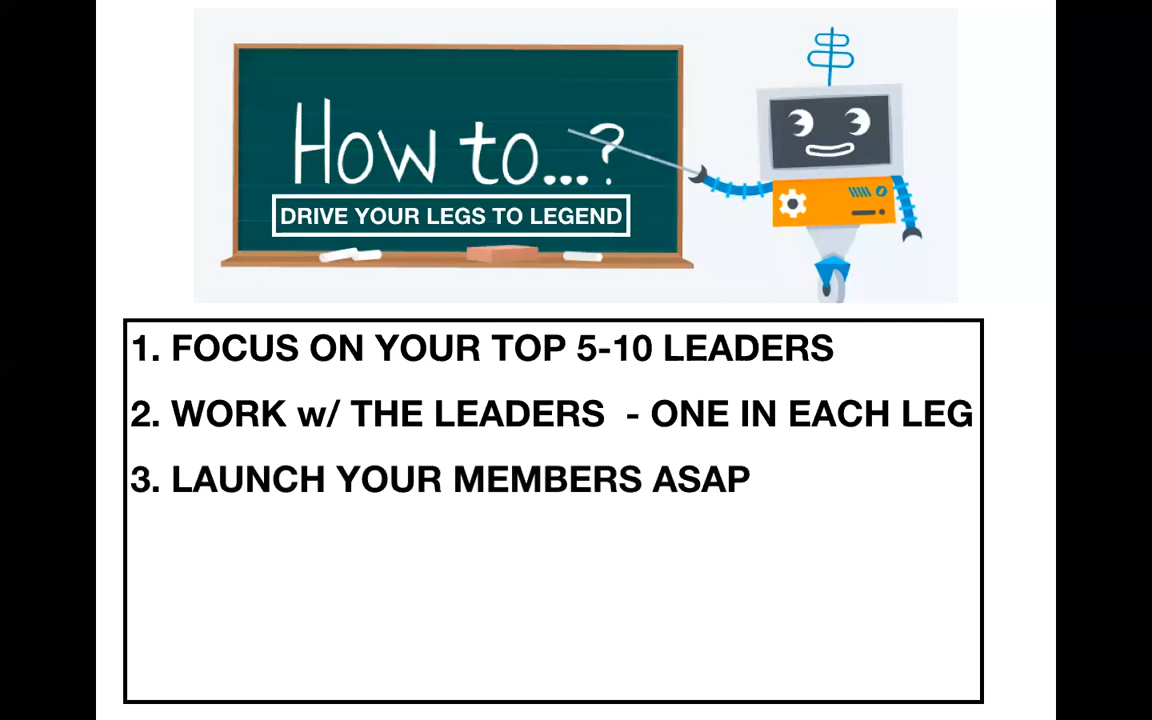 How to...?
DRIVE YOUR LEGS TO LEGEND
1. FOCUS ON YOUR TOP 5-10 LEADERS
2. WORK w/ THE LEADERS - ONE IN EACH LEG
3. LAUNCH YOUR MEMBERS ASAP